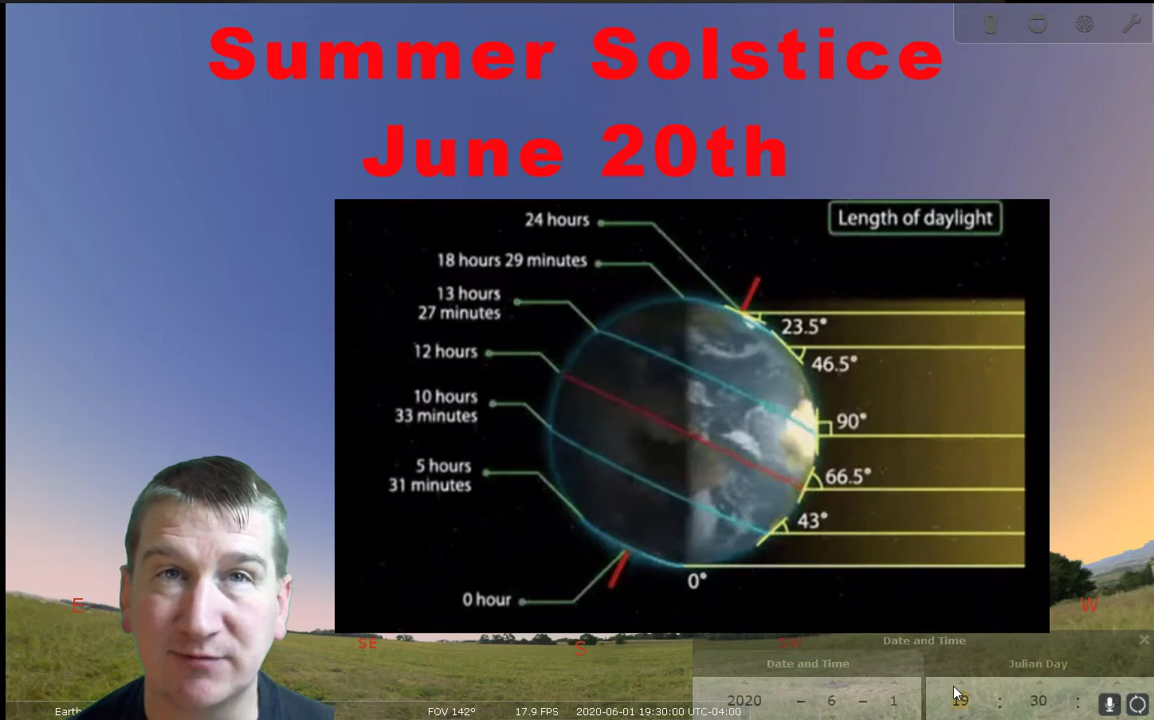 Summer Solstice
June 20th
Length of daylight
24 hours
18 hours 29 minutes
13 hours
27 minutes
12 hours
10 hours
33 minutes
5 hours
31 minutes
0 hour
23.5°
46.5°
90°
66.5°
43°
0°
E
SE
S
W
Date and Time
Date and Time
Julian Day
2020 - 6 - 1
19 : 30 :
Earth
FOV 142°
17.9 FPS
2020-06-01 19:30:00 UTC-04:00